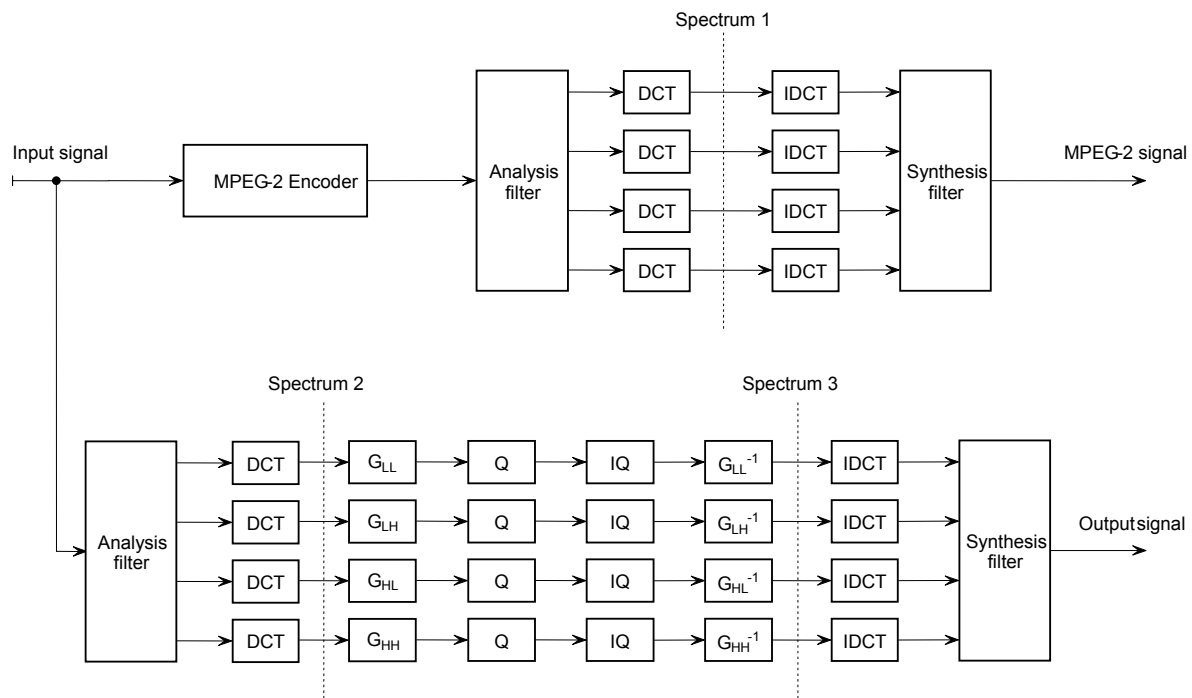 Spectrum 1
DCT
IDCT
Input signal
MPEG-2 Encoder
Analysis
filter
DCT
IDCT
Synthesis
filter
MPEG-2 signal
DCT
IDCT
DCT
IDCT
Spectrum 2
Spectrum 3
DCT
G_LL
Q
IQ
G_LL^-1
IDCT
Analysis
filter
DCT
G_LH
Q
IQ
G_LH^-1
IDCT
Synthesis
filter
Output signal
DCT
G_HL
Q
IQ
G_HL^-1
IDCT
DCT
G_HH
Q
IQ
G_HH^-1
IDCT